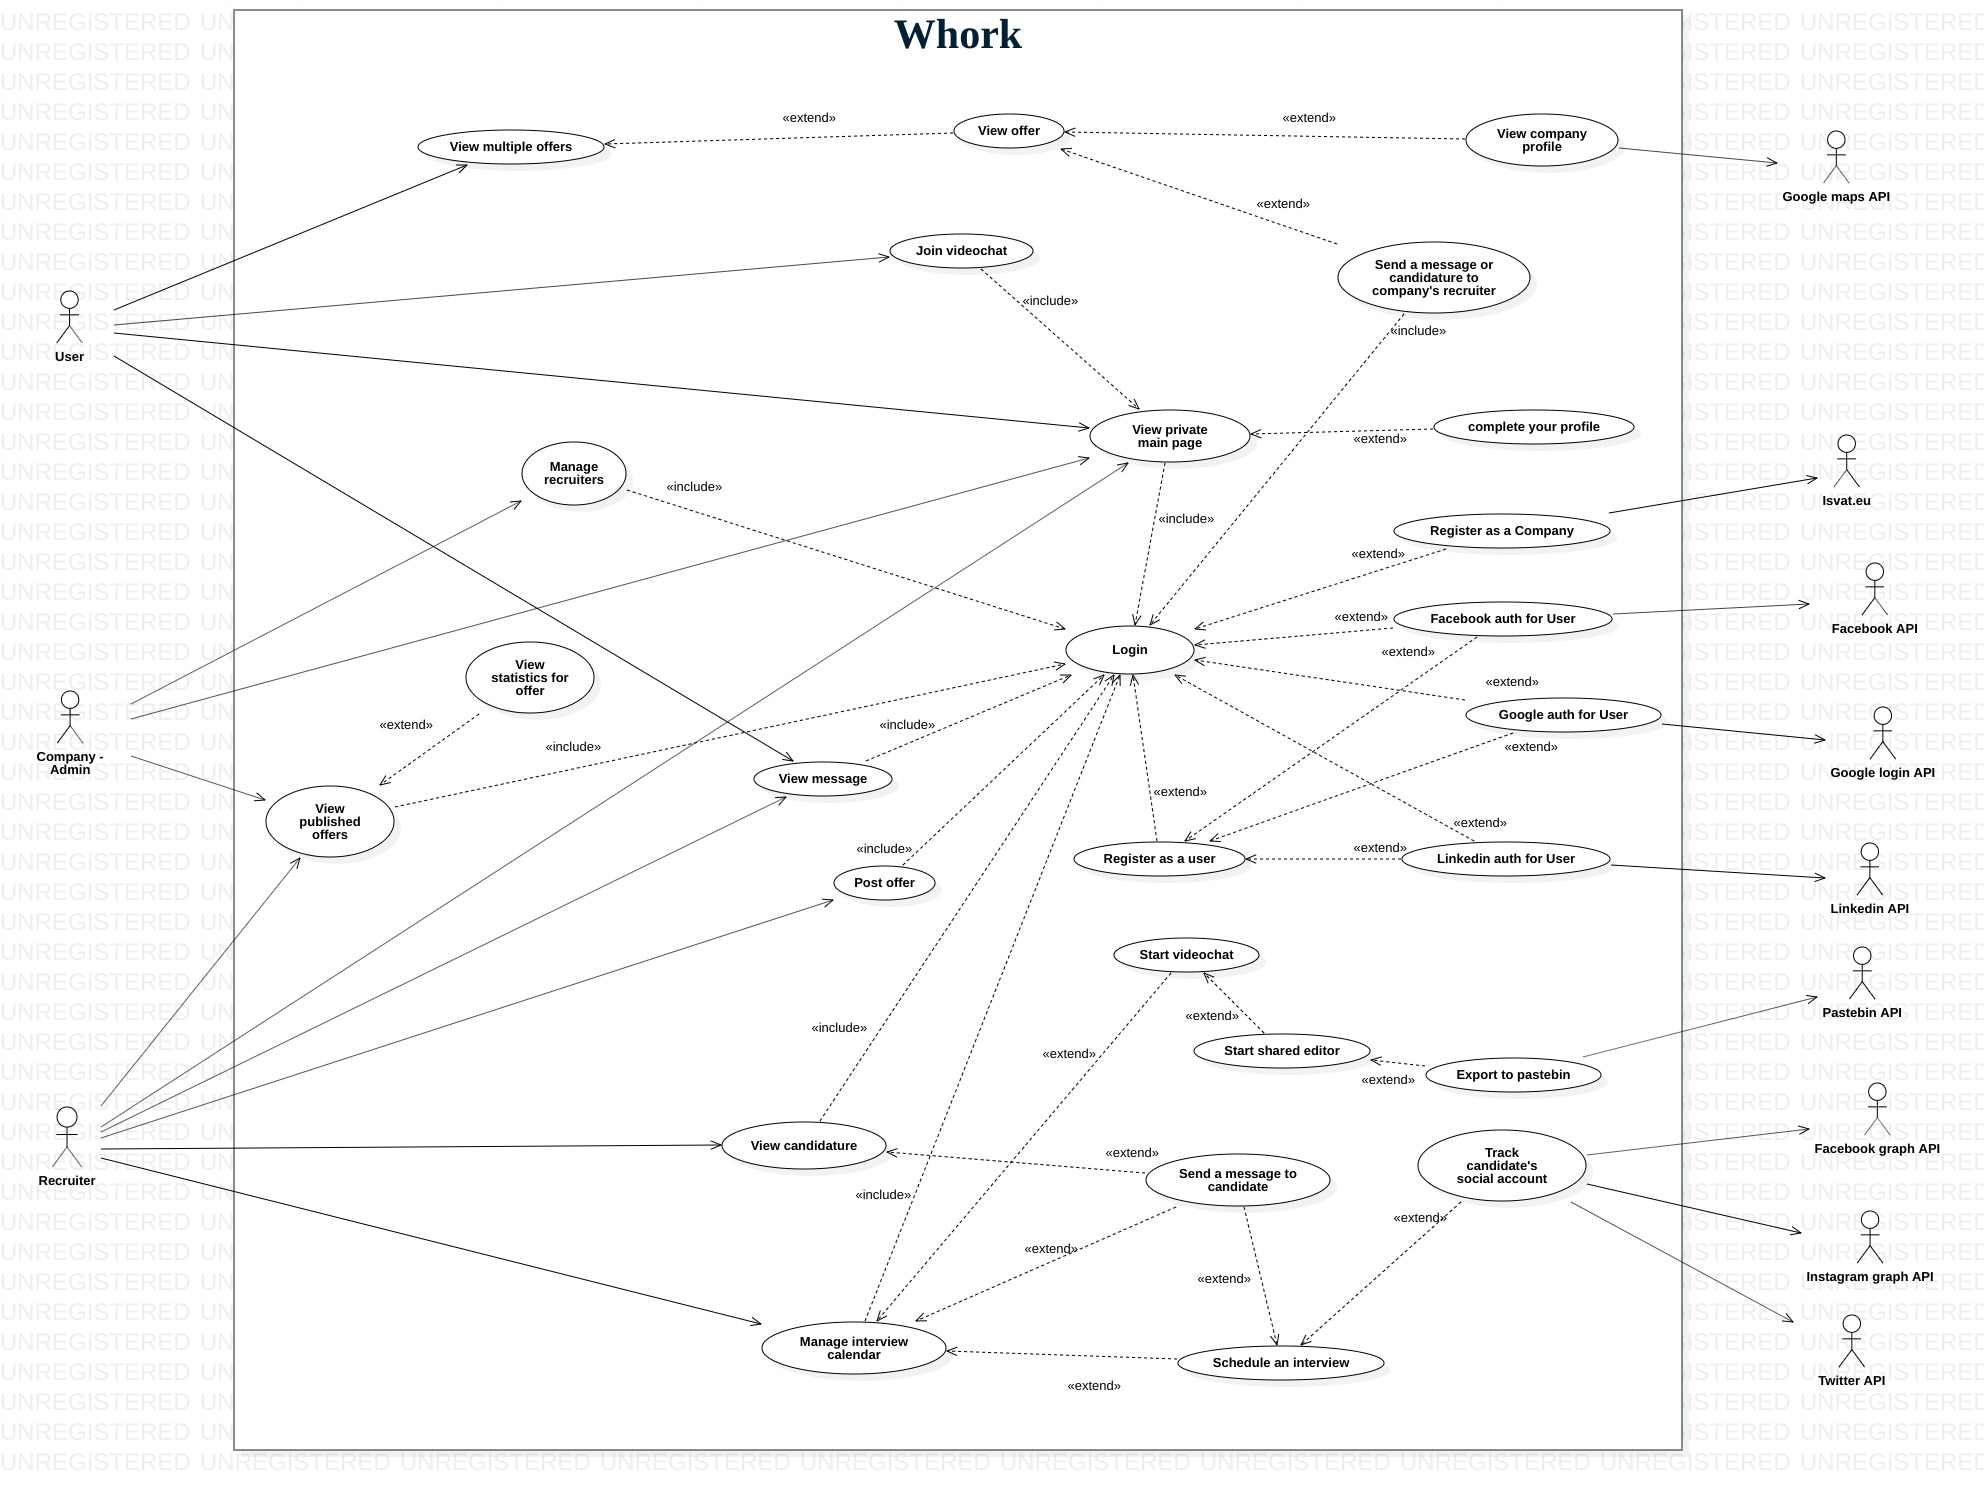 Whork
«extend»
«extend»
View multiple offers
View offer
View company
profile
Google maps API
«extend»
Join videochat
Send a message or
candidature to
company's recruiter
«include»
«include»
User
View private
main page
complete your profile
«extend»
Manage
recruiters
«include»
Isvat.eu
«include»
Register as a Company
«extend»
«extend»
Facebook auth for User
Facebook API
Login
«extend»
View
statistics for
offer
«extend»
Google auth for User
«extend»
«include»
«include»
«extend»
Company -
Admin
Google login API
View message
«extend»
View
published
offers
«extend»
«include»
«extend»
Register as a user
Linkedin auth for User
Post offer
Linkedin API
Start videochat
«extend»
Pastebin API
«include»
«extend»
Start shared editor
Export to pastebin
«extend»
View candidature
«extend»
Track
candidate's
social account
Facebook graph API
Send a message to
candidate
Recruiter
«include»
«extend»
«extend»
«extend»
Instagram graph API
Manage interview
calendar
Schedule an interview
«extend»
Twitter API
UNREGISTERED UNREGISTERED UNREGISTERED UNREGISTERED UNREGISTERED UNREGISTERED UNREGISTERED UNREGISTERED UNREGISTERED UNREGISTERED